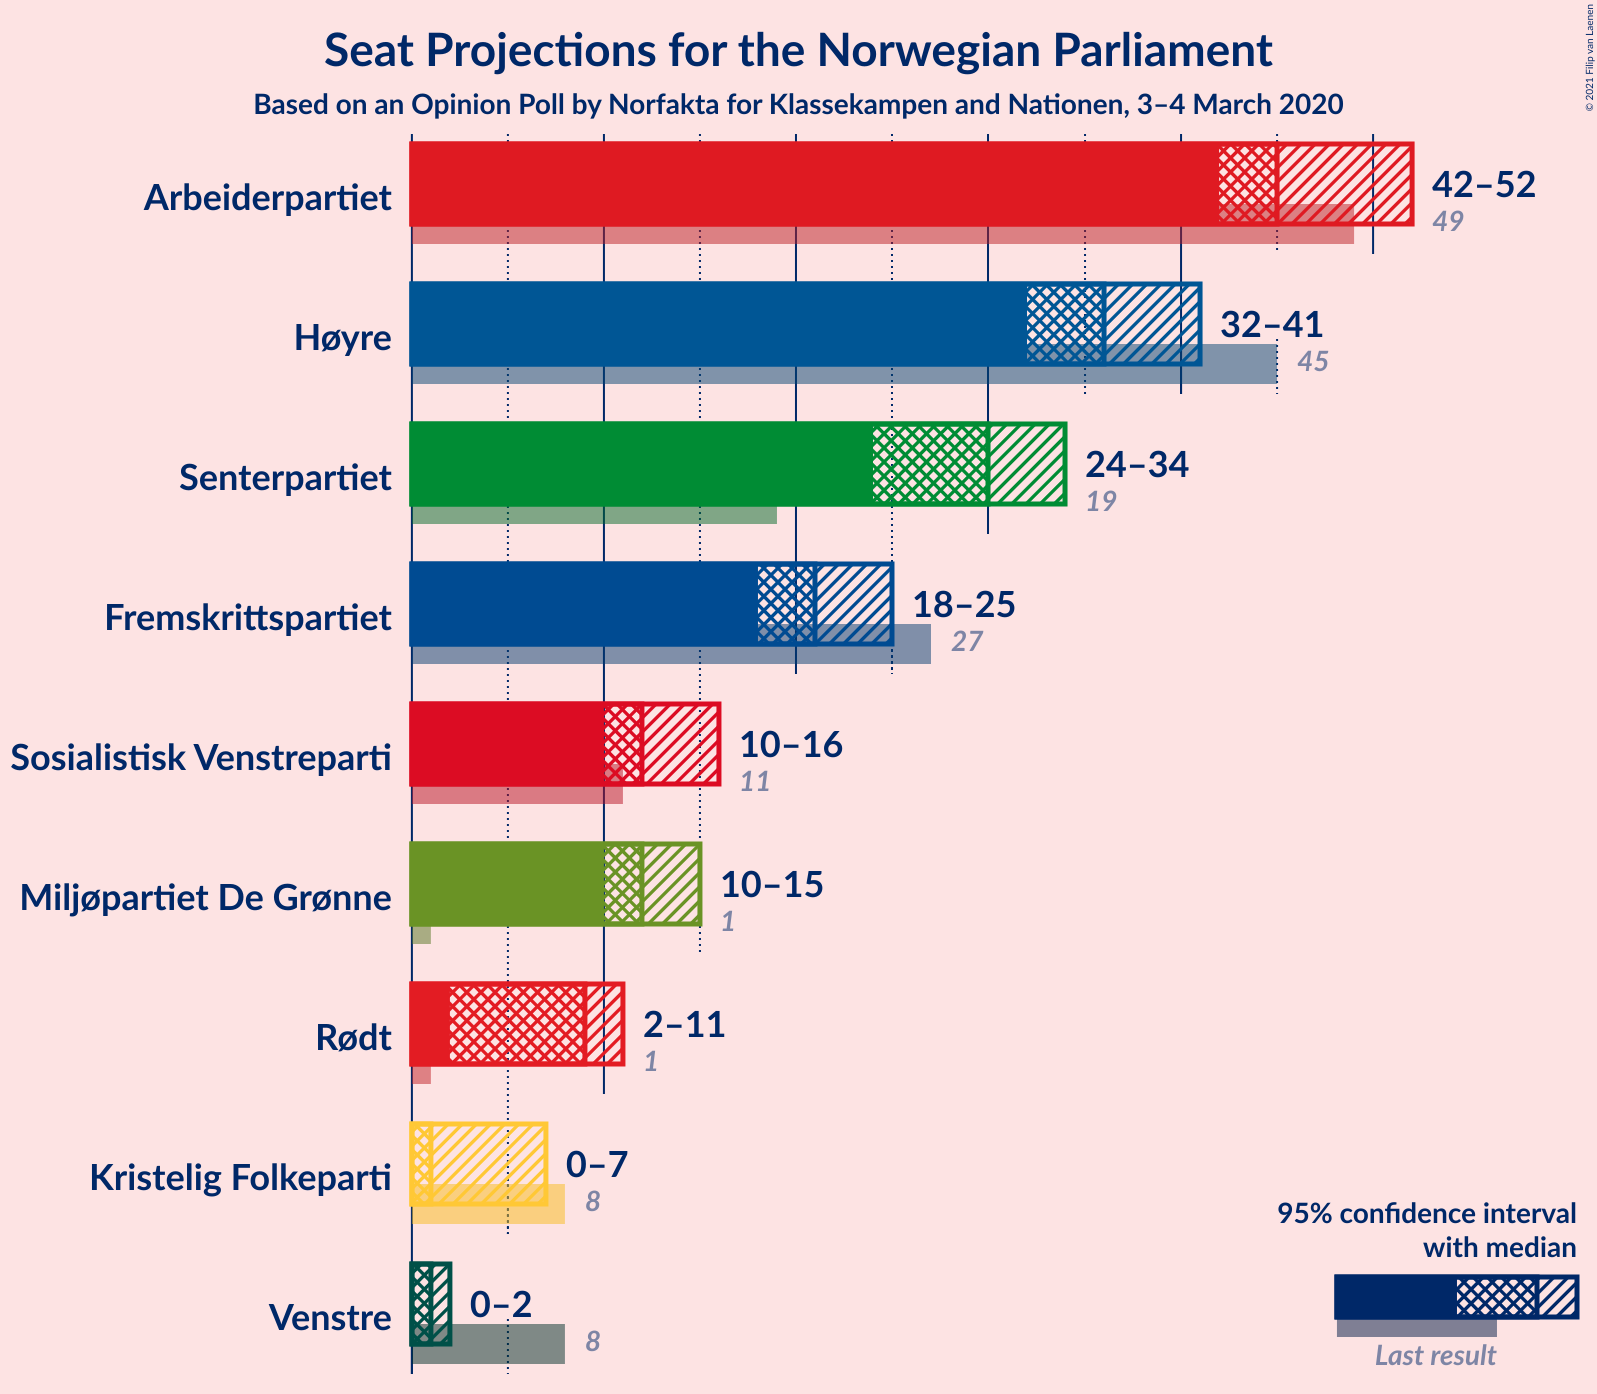 Seat Projections for the Norwegian Parliament
Based on an Opinion Poll by Norfakta for Klassekampen and Nationen, 3–4 March 2020
© 2021 Filip van Laenen
Arbeiderpartiet
42–52
49
Høyre
32–41
45
Senterpartiet
24–34
19
Fremskrittspartiet
18–25
27
Sosialistisk Venstreparti
10–16
11
Miljøpartiet De Grønne
10–15
1
Rødt
2–11
1
Kristelig Folkeparti
0–7
8
Venstre
0–2
8
95% confidence interval
with median
Last result